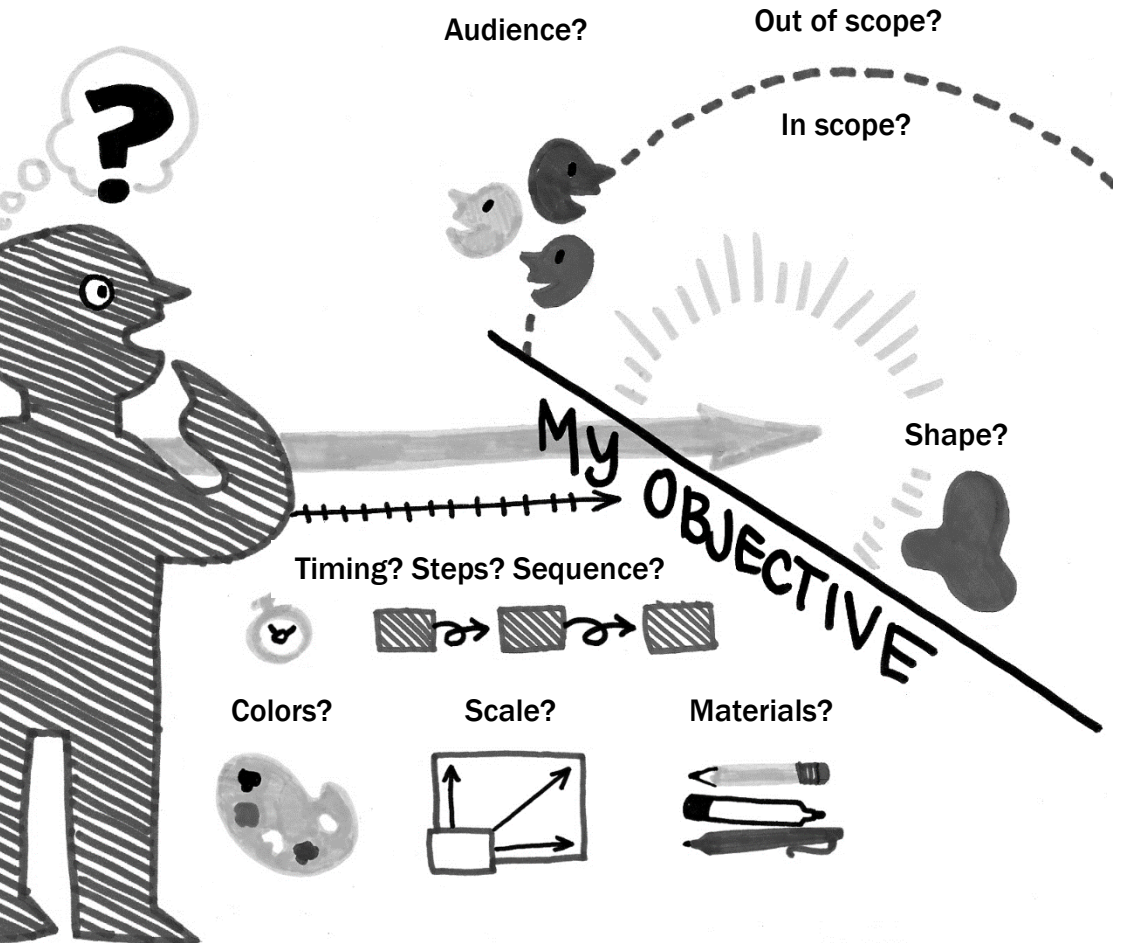 Audience?
Out of scope?
In scope?
?
Shape?
My OBJECTIVE
Timing? Steps? Sequence?
Colors?
Scale?
Materials?